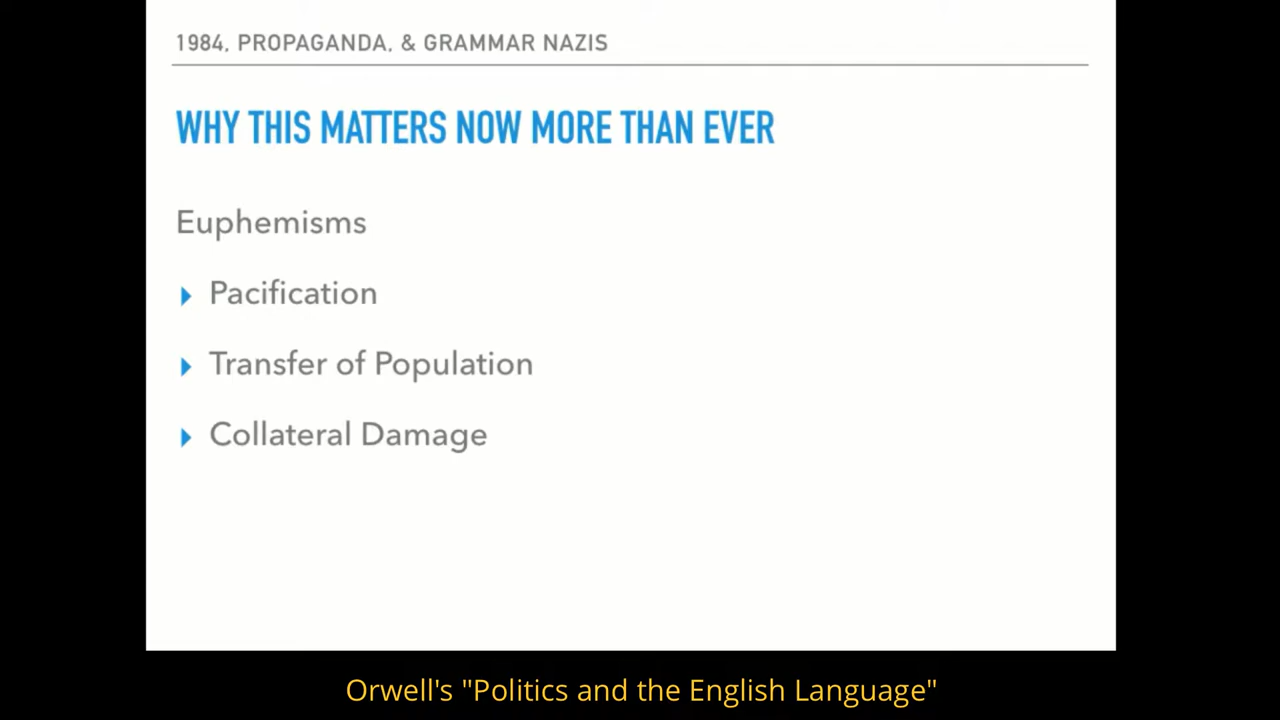 1984, PROPAGANDA, & GRAMMAR NAZIS
WHY THIS MATTERS NOW MORE THAN EVER
Euphemisms
Pacification
Transfer of Population
Collateral Damage
Orwell's "Politics and the English Language"